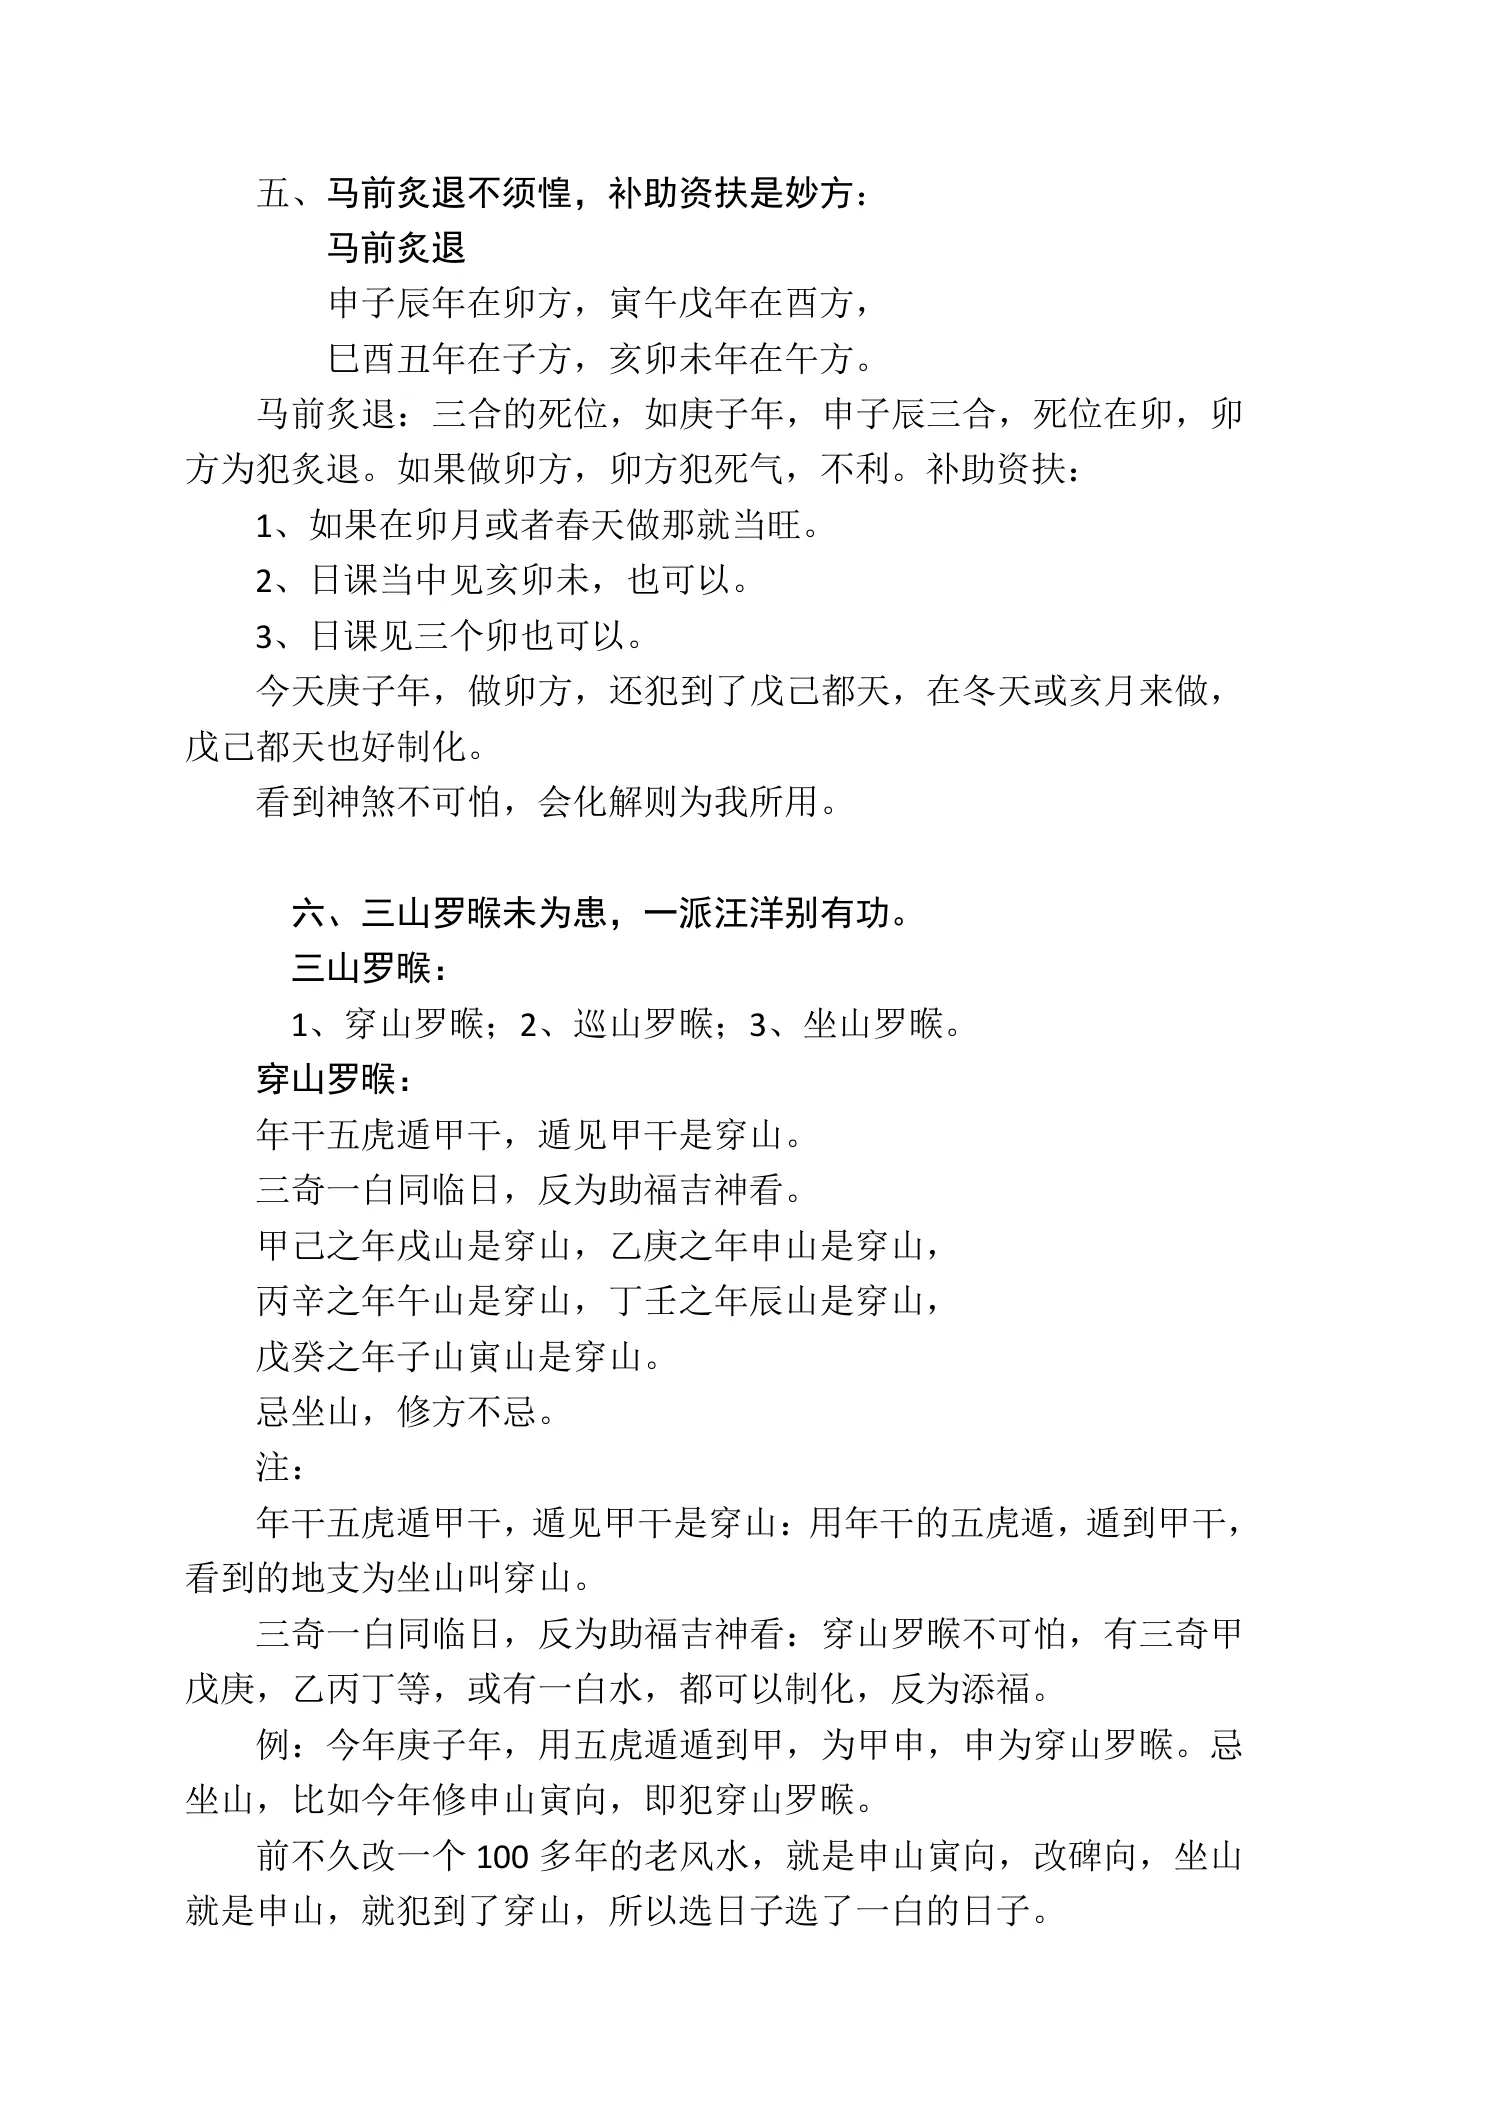 五、马前炙退不须惶，补助资扶是妙方：
马前炙退
申子辰年在卯方，寅午戊年在酉方，
巳酉丑年在子方，亥卯未年在午方。
马前炙退：三合的死位，如庚子年，申子辰三合，死位在卯，卯
方为犯炙退。如果做卯方，卯方犯死气，不利。补助资扶：
1、如果在卯月或者春天做那就当旺。
2、日课当中见亥卯未，也可以。
3、日课见三个卯也可以。
今天庚子年，做卯方，还犯到了戊己都天，在冬天或亥月来做，
戊己都天也好制化。
看到神煞不可怕，会化解则为我所用。
六、三山罗睺未为患，一派汪洋别有功。
三山罗睺：
1、穿山罗睺；2、巡山罗睺；3、坐山罗睺。
穿山罗睺：
年干五虎遁甲干，遁见甲干是穿山。
三奇一白同临日，反为助福吉神看。
甲己之年戌山是穿山，乙庚之年申山是穿山，
丙辛之年午山是穿山，丁壬之年辰山是穿山，
戊癸之年子山寅山是穿山。
忌坐山，修方不忌。
注：
年干五虎遁甲干，遁见甲干是穿山：用年干的五虎遁，遁到甲干，
看到的地支为坐山叫穿山。
三奇一白同临日，反为助福吉神看：穿山罗睺不可怕，有三奇甲
戊庚，乙丙丁等，或有一白水，都可以制化，反为添福。
例：今年庚子年，用五虎遁遁到甲，为甲申，申为穿山罗睺。忌
坐山，比如今年修申山寅向，即犯穿山罗睺。
前不久改一个 100 多年的老风水，就是申山寅向，改碑向，坐山
就是申山，就犯到了穿山，所以选日子选了一白的日子。